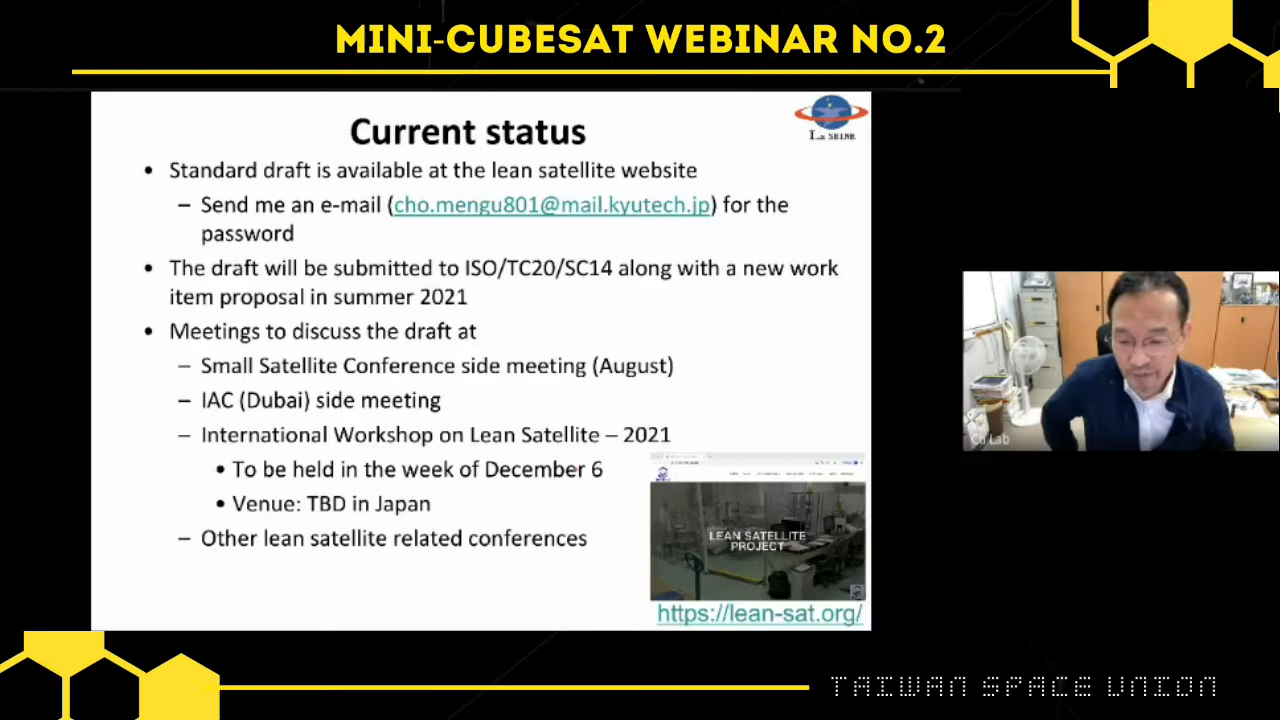 MINI-CUBESAT WEBINAR NO.2
La SEINE
Current status
• Standard draft is available at the lean satellite website
– Send me an e-mail (cho.mengu801@mail.kyutech.jp) for the
password
• The draft will be submitted to ISO/TC20/SC14 along with a new work
item proposal in summer 2021
• Meetings to discuss the draft at
– Small Satellite Conference side meeting (August)
– IAC (Dubai) side meeting
– International Workshop on Lean Satellite – 2021
• To be held in the week of December 6
• Venue: TBD in Japan
– Other lean satellite related conferences
LEAN SATELLITE
PROJECT
https://lean-sat.org/
Cu Lab
TAIWAN SPACE UNION